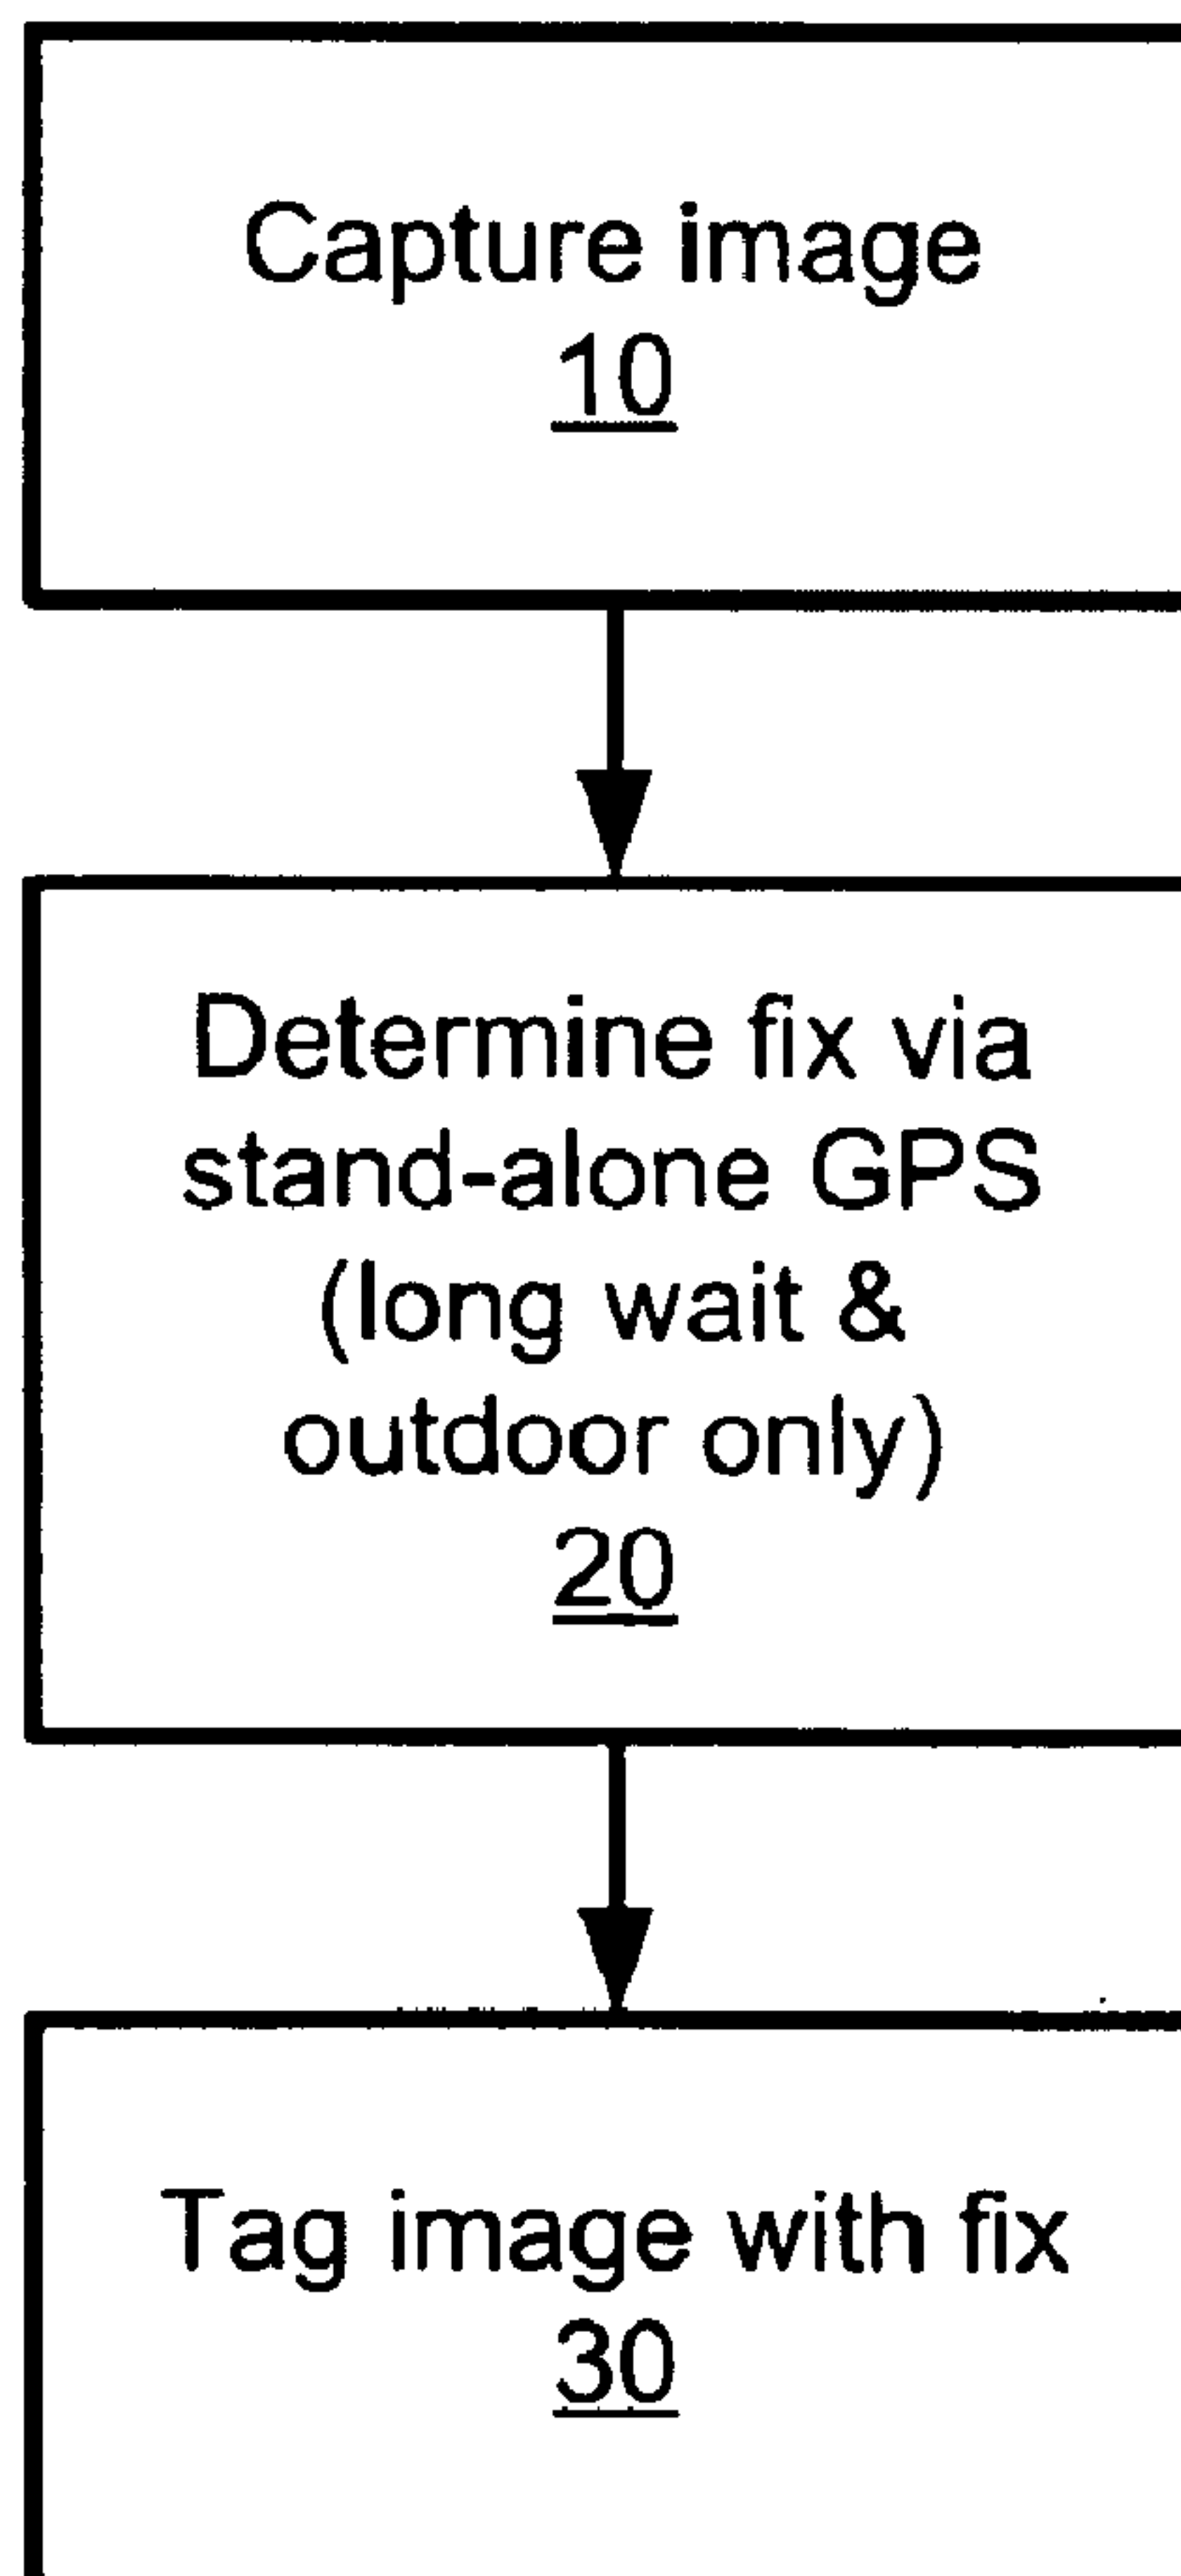 Capture image
10
Determine fix via
stand-alone GPS
(long wait &
outdoor only)
20
Tag image with fix
30